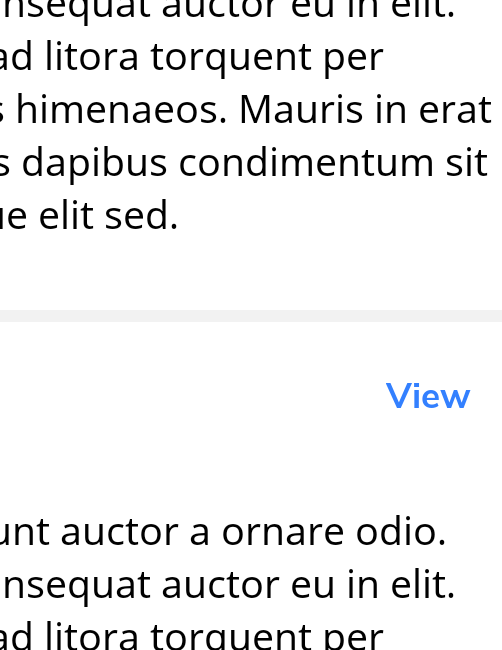 nsequat auctor eu in elit.
ad litora torquent per
s himenaeos. Mauris in erat
s dapibus condimentum sit
ue elit sed.
View
unt auctor a ornare odio.
nsequat auctor eu in elit.
ad litora torquent per